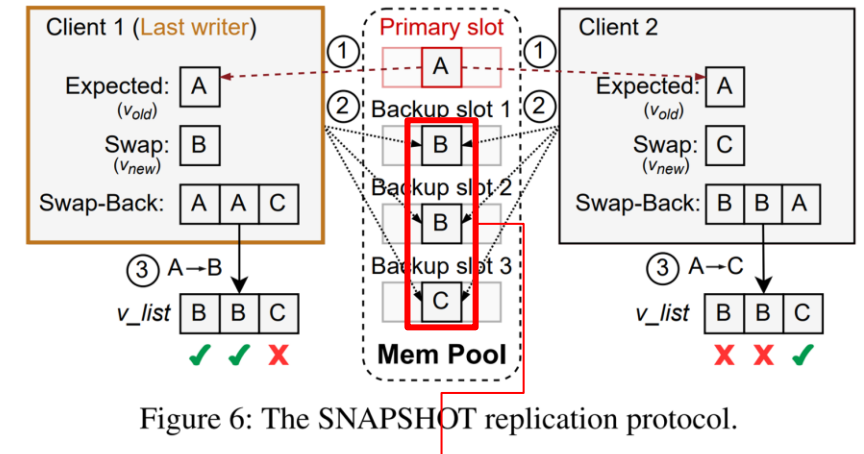 Client 1 (Last writer)
Expected: A
(v_old)
Swap: B
(v_new)
Swap-Back: A A C
③ A→B
v_list B B C
✓ ✓ X
① ①
② ②
Primary slot
A
Backup slot 1
B
Backup slot 2
B
Backup slot 3
C
Mem Pool
Client 2
Expected: A
(v_old)
Swap: C
(v_new)
Swap-Back: B B A
③ A→C
v_list B B C
X X ✓
Figure 6: The SNAPSHOT replication protocol.